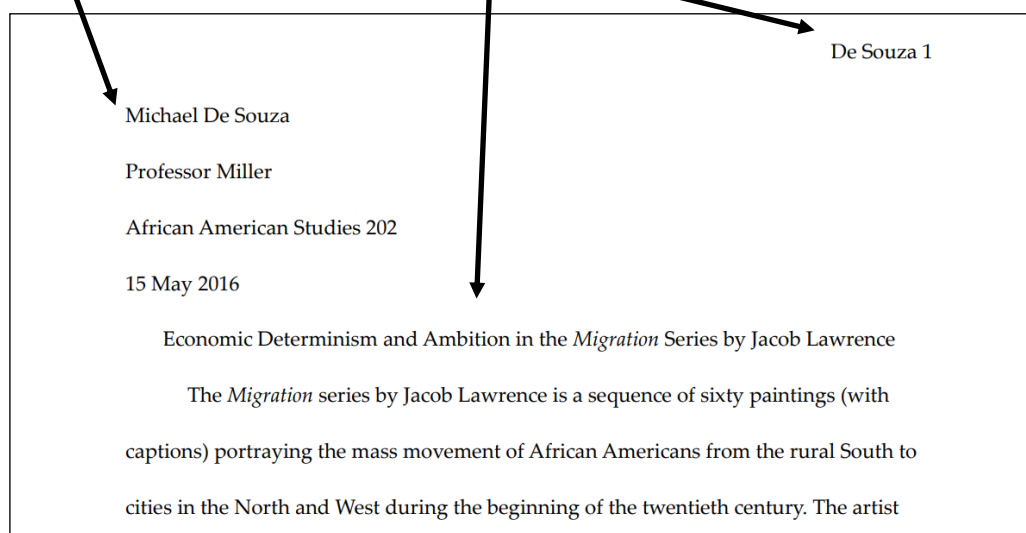 De Souza 1
Michael De Souza
Professor Miller
African American Studies 202
15 May 2016
Economic Determinism and Ambition in the Migration Series by Jacob Lawrence
The Migration series by Jacob Lawrence is a sequence of sixty paintings (with
captions) portraying the mass movement of African Americans from the rural South to
cities in the North and West during the beginning of the twentieth century. The artist